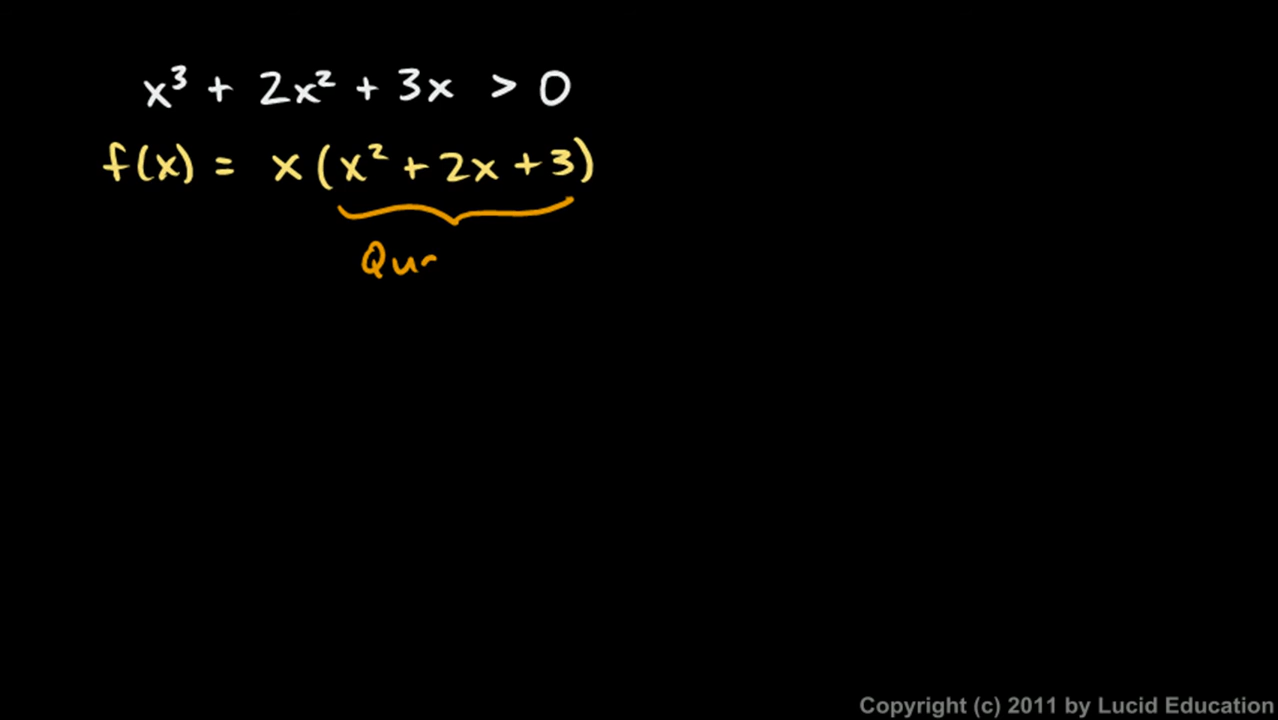 x³ + 2x² + 3x > 0
f(x) = x(x² + 2x + 3)
Copyright (c) 2011 by Lucid Education